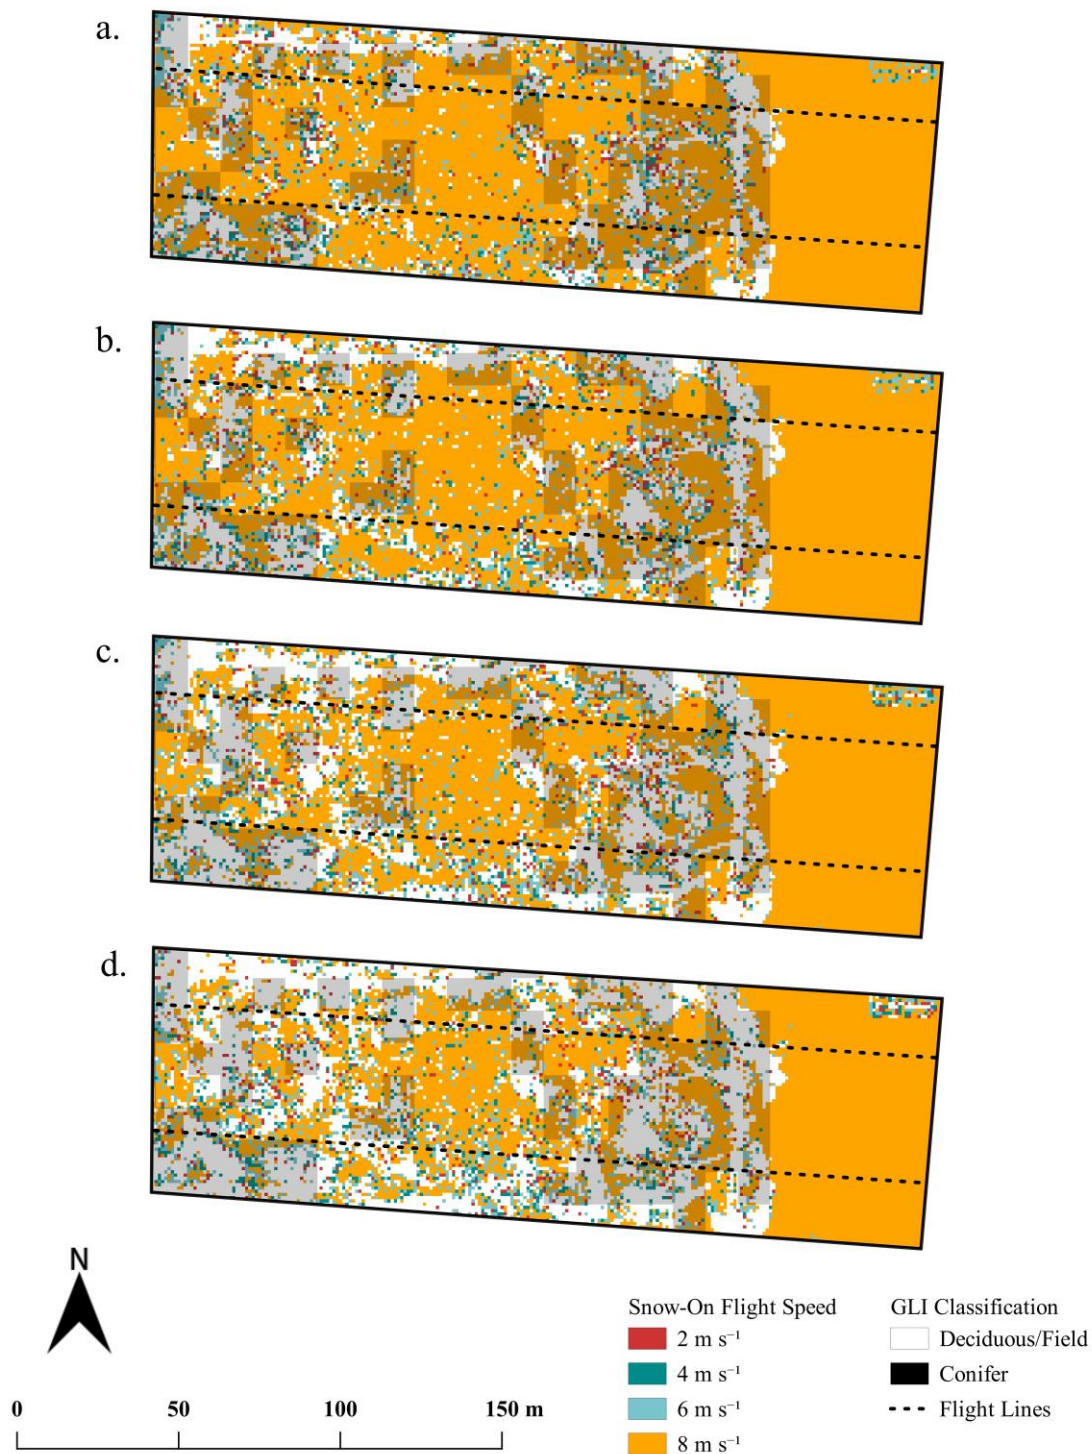 a.
b.
c.
d.
N
0 50 100 150 m
Snow-On Flight Speed
2 m s⁻¹
4 m s⁻¹
6 m s⁻¹
8 m s⁻¹
GLI Classification
Deciduous/Field
Conifer
Flight Lines